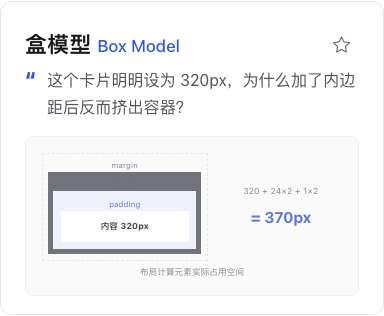 盒模型 Box Model
“ 这个卡片明明设为 320px，为什么加了内边
距后反而挤出容器?
margin
padding
内容 320px
320 + 24×2 + 1×2
= 370px
布局计算元素实际占用空间